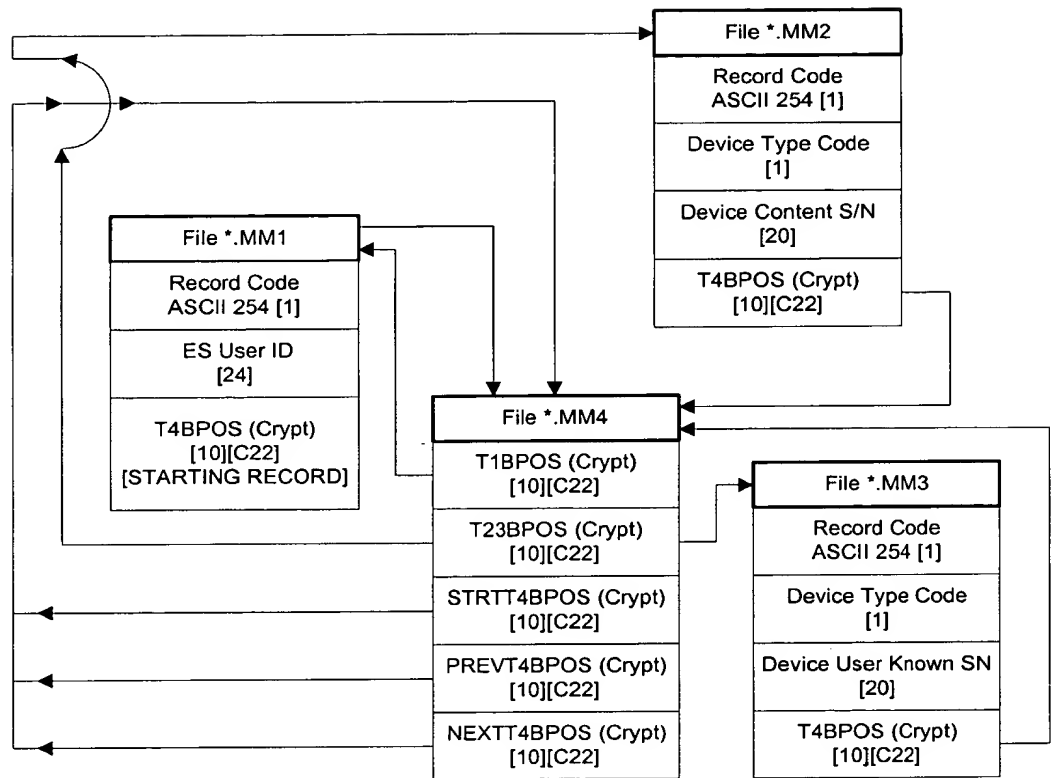 File *.MM2
Record Code
ASCII 254 [1]
Device Type Code
[1]
Device Content S/N
[20]
T4BPOS (Crypt)
[10][C22]
File *.MM1
Record Code
ASCII 254 [1]
ES User ID
[24]
T4BPOS (Crypt)
[10][C22]
[STARTING RECORD]
File *.MM4
T1BPOS (Crypt)
[10][C22]
T23BPOS (Crypt)
[10][C22]
STRTT4BPOS (Crypt)
[10][C22]
PREVT4BPOS (Crypt)
[10][C22]
NEXTT4BPOS (Crypt)
[10][C22]
File *.MM3
Record Code
ASCII 254 [1]
Device Type Code
[1]
Device User Known SN
[20]
T4BPOS (Crypt)
[10][C22]